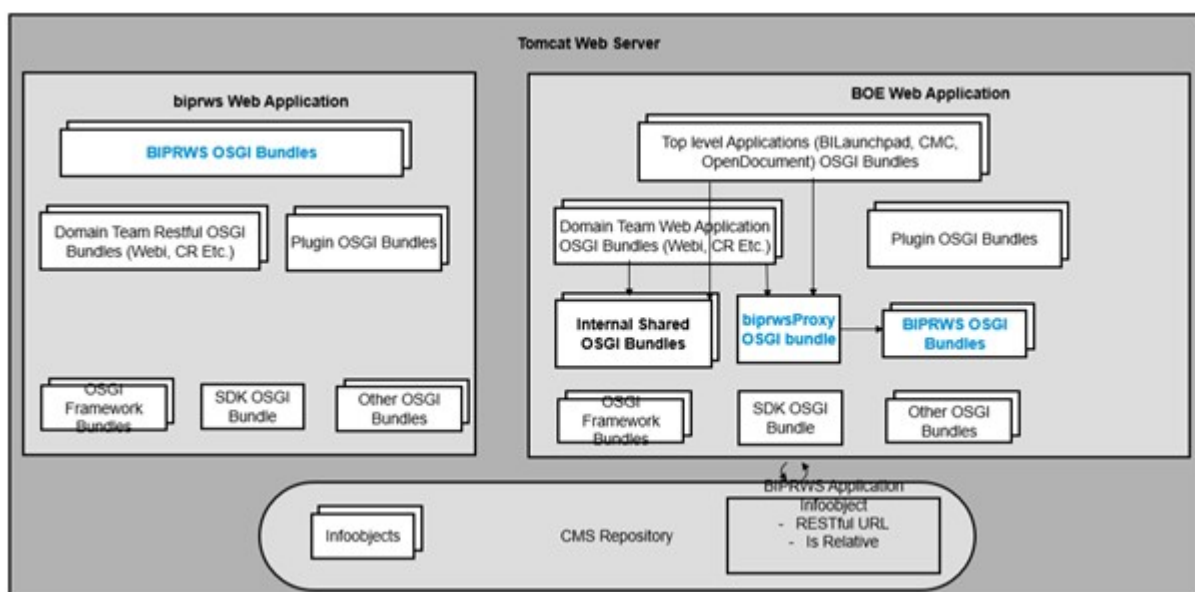 Tomcat Web Server
biprws Web Application
BIPRWS OSGI Bundles
Domain Team Restful OSGI
Bundles (Webi, CR Etc.)
Plugin OSGI Bundles
OSGI
Framework
Bundles
SDK OSGI
Bundle
Other OSGI
Bundles
BOE Web Application
Top level Applications (BILaunchpad, CMC,
OpenDocument) OSGI Bundles
Domain Team Web Application
OSGI Bundles (Webi, CR Etc.)
Plugin OSGI Bundles
Internal Shared
OSGI Bundles
biprwsProxy
OSGI bundle
BIPRWS OSGI
Bundles
OSGI
Framework
Bundles
SDK OSGI
Bundle
Other OSGI
Bundles
Infoobjects
CMS Repository
BIPRWS Application
Infoobject
- RESTful URL
- Is Relative